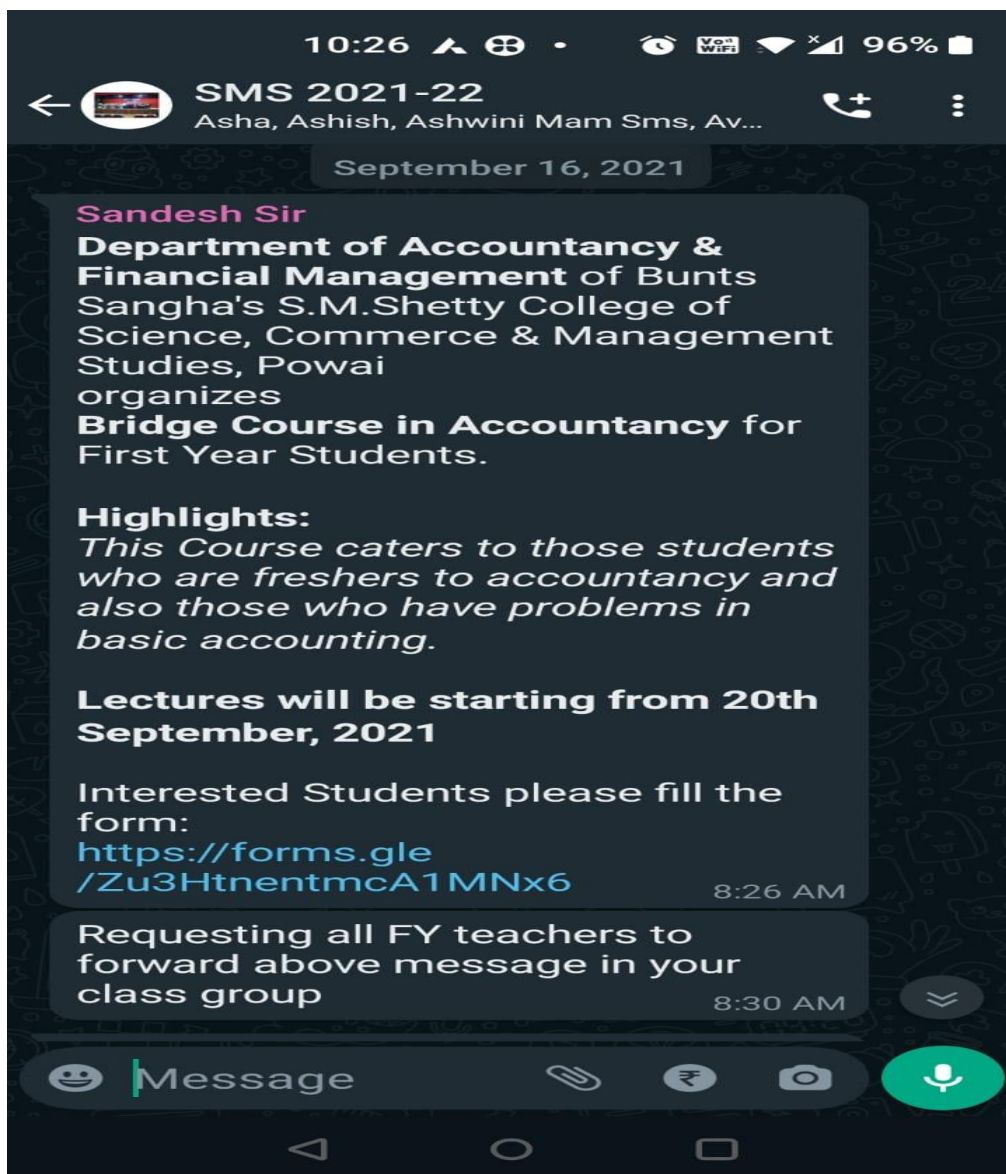 10:26
Vo))
WiFi
96%
SMS 2021-22
Asha, Ashish, Ashwini Mam Sms, Av...
September 16, 2021
Sandesh Sir
Department of Accountancy &
Financial Management of Bunts
Sangha's S.M.Shetty College of
Science, Commerce & Management
Studies, Powai
organizes
Bridge Course in Accountancy for
First Year Students.
Highlights:
This Course caters to those students
who are freshers to accountancy and
also those who have problems in
basic accounting.
Lectures will be starting from 20th
September, 2021
Interested Students please fill the
form:
https://forms.gle
/Zu3HtnentmcA1MNx6
8:26 AM
Requesting all FY teachers to
forward above message in your
class group
8:30 AM
Message
₹